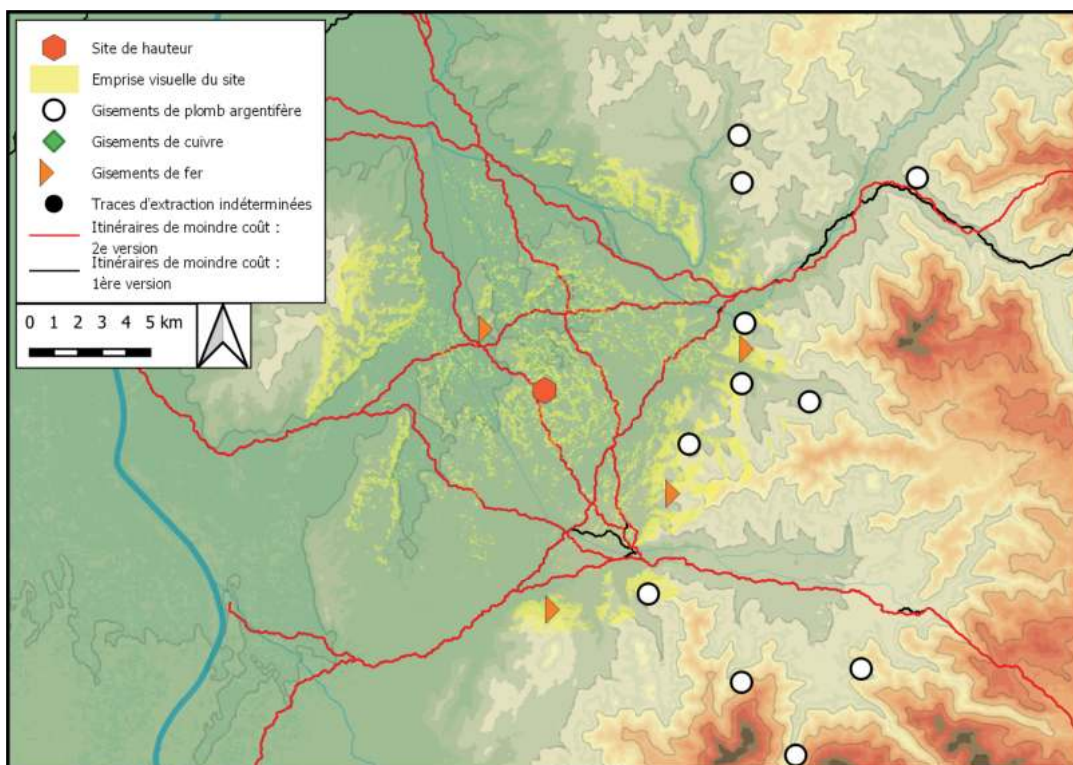 Site de hauteur
Emprise visuelle du site
Gisements de plomb argentifère
Gisements de cuivre
Gisements de fer
Traces d'extraction indéterminées
Itinéraires de moindre coût :
2e version
Itinéraires de moindre coût :
1ère version
0 1 2 3 4 5 km